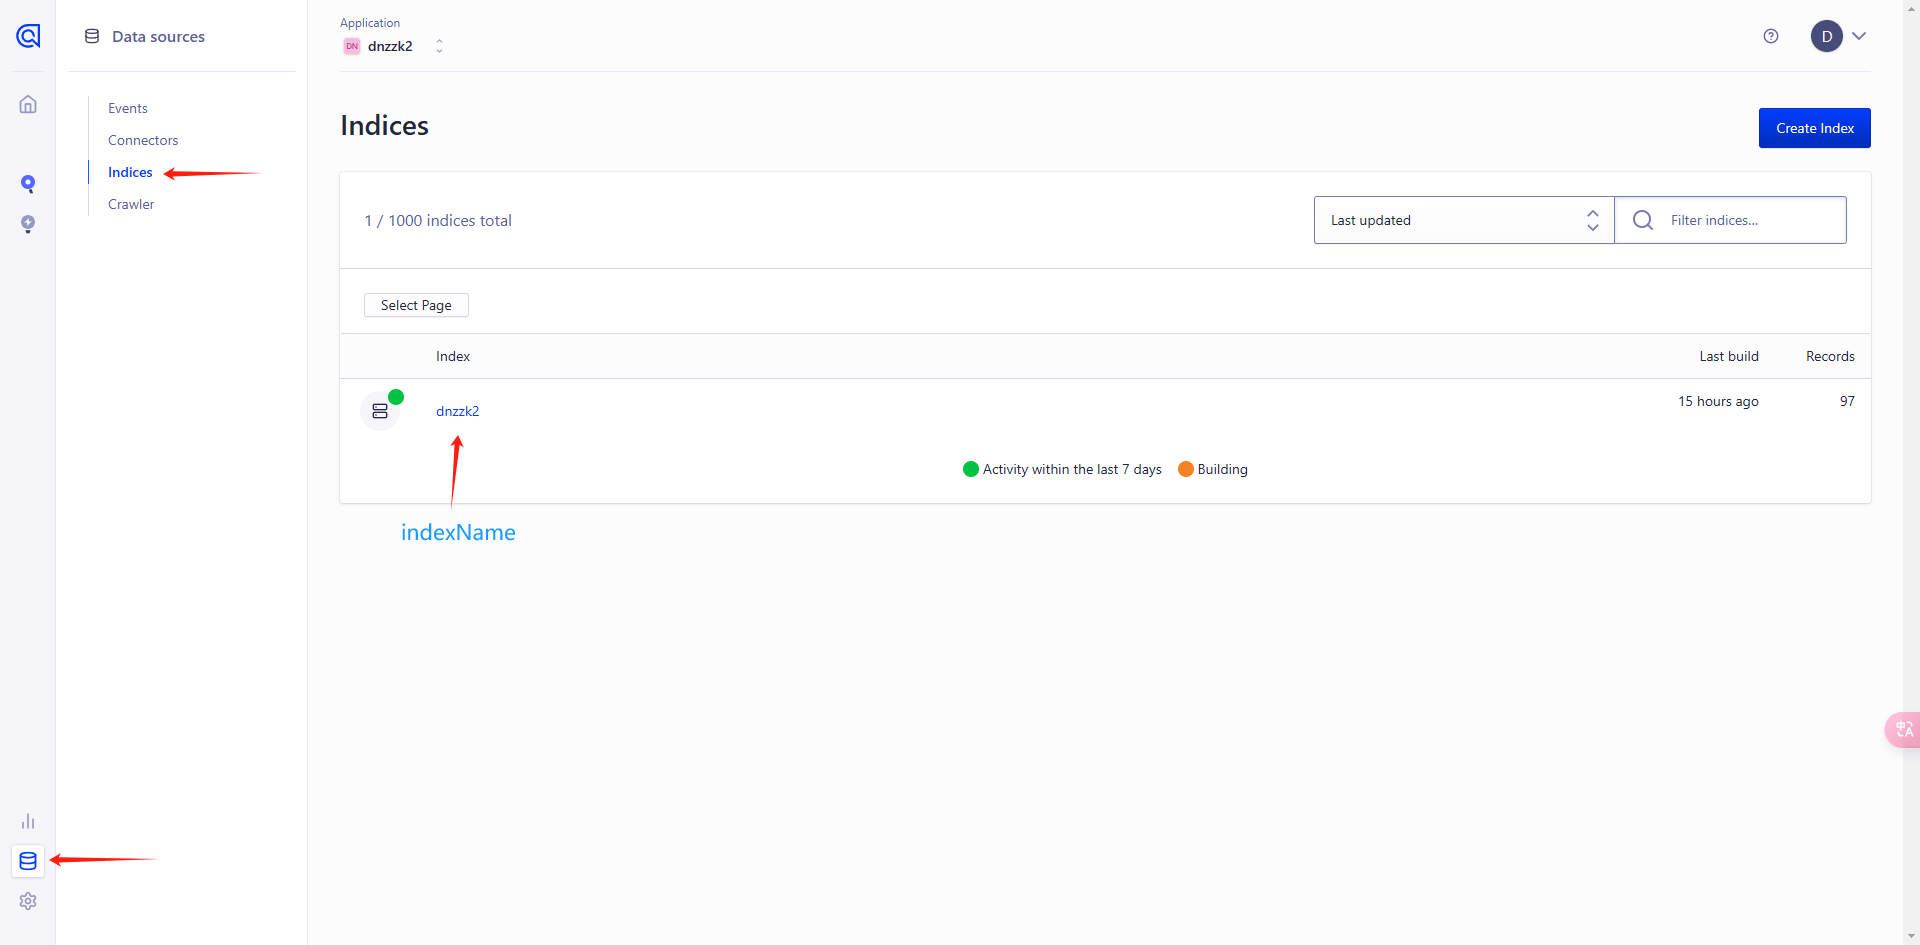 Data sources
Events
Connectors
Indices
Crawler
Application
DN dnzzk2
D
Indices
Create Index
1 / 1000 indices total
Last updated
Filter indices...
Select Page
Index Last build Records
dnzzk2 15 hours ago 97
Activity within the last 7 days Building
indexName